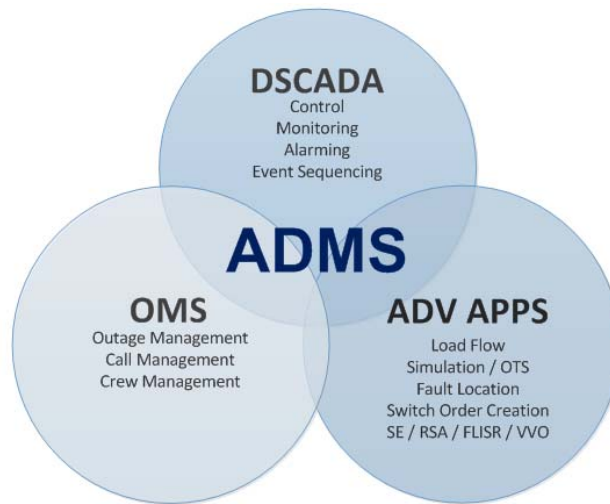 DSCADA
Control
Monitoring
Alarming
Event Sequencing
ADMS
OMS
Outage Management
Call Management
Crew Management
ADV APPS
Load Flow
Simulation / OTS
Fault Location
Switch Order Creation
SE / RSA / FLISR / VVO